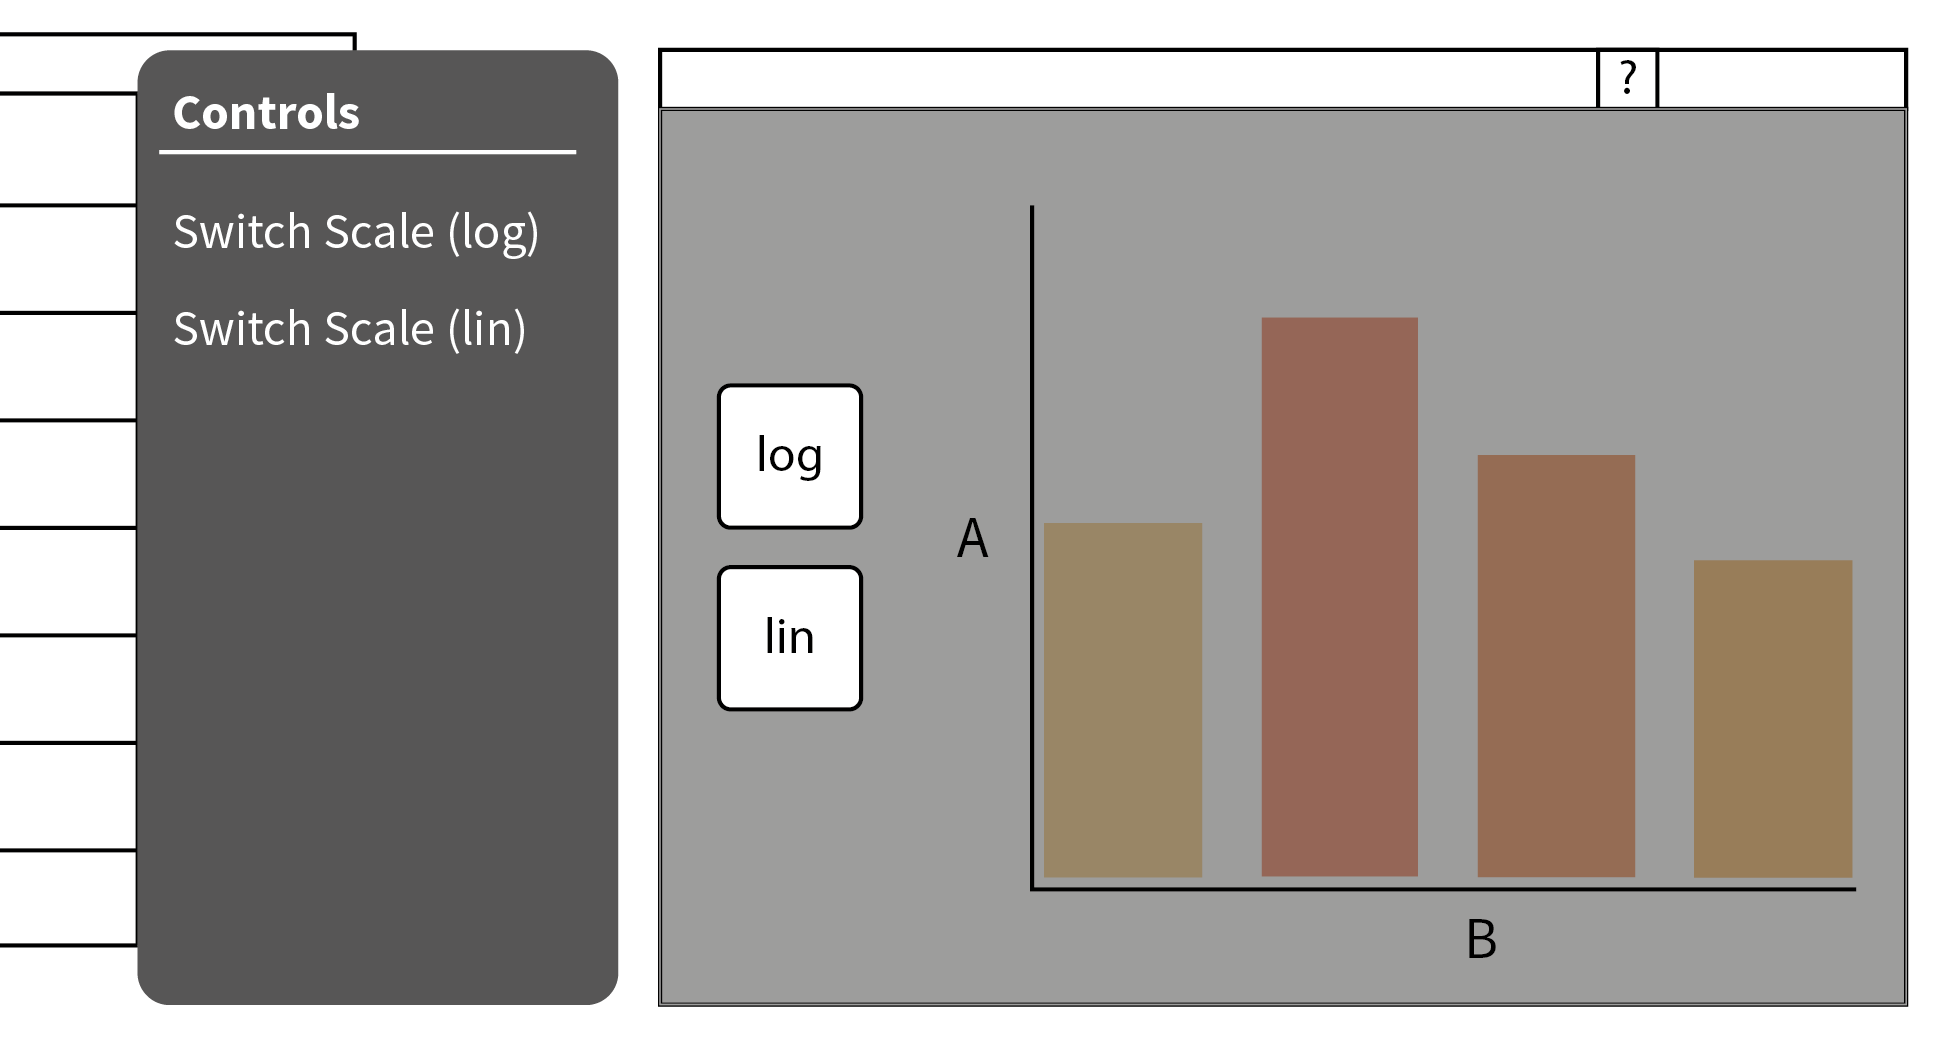 Controls
Switch Scale (log)
Switch Scale (lin)
?
log
lin
A
B